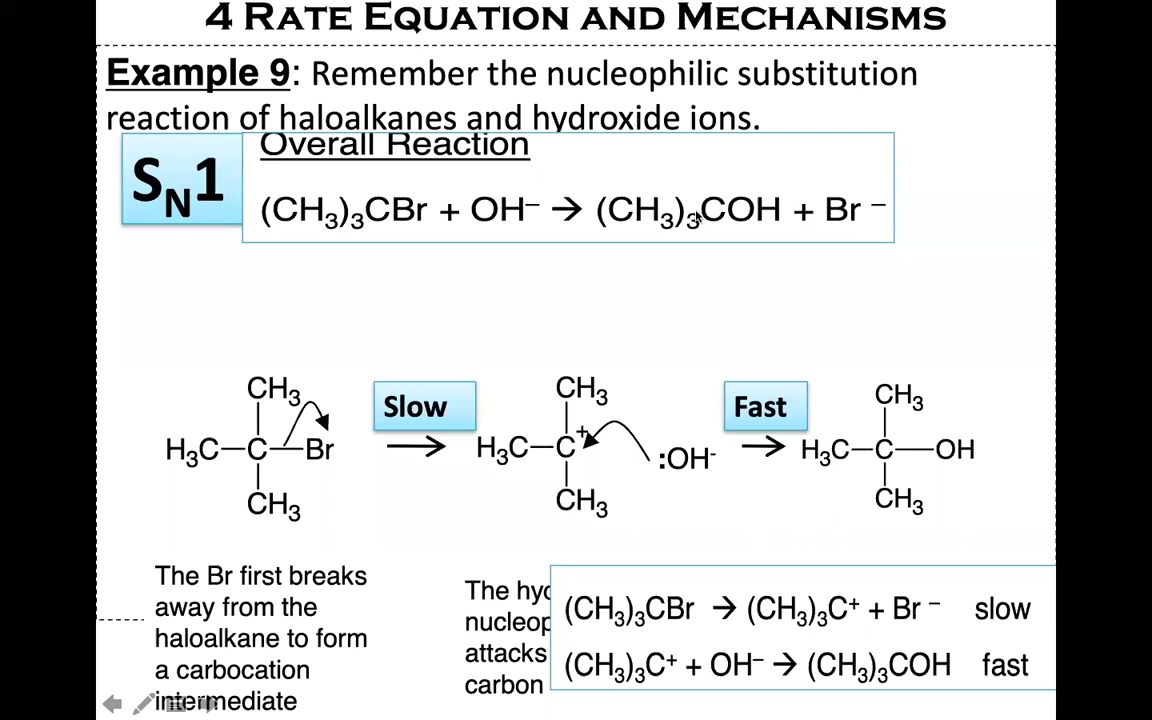 4 RATE EQUATION AND MECHANISMS
Example 9: Remember the nucleophilic substitution
reaction of haloalkanes and hydroxide ions.
SN1
Overall Reaction
(CH₃)₃CBr + OH⁻ → (CH₃)₃COH + Br ⁻
CH₃
H₃C–C–Br
CH₃
Slow
→
CH₃
H₃C–C⁺
CH₃
:OH⁻
Fast
→
CH₃
H₃C–C–OH
CH₃
The Br first breaks
away from the
haloalkane to form
a carbocation
intermediate
The
nucleop
attacks
carbon
(CH₃)₃CBr → (CH₃)₃C⁺ + Br ⁻ slow
(CH₃)₃C⁺ + OH⁻ → (CH₃)₃COH fast